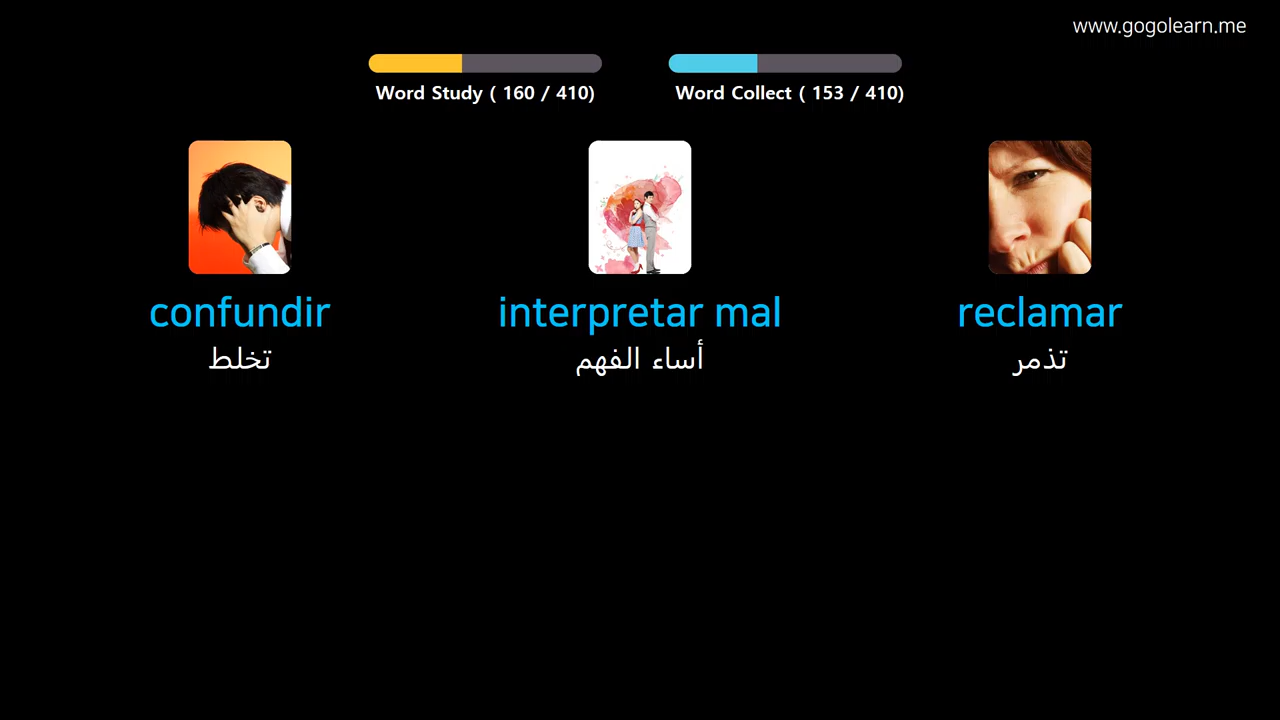 www.gogolearn.me
Word Study ( 160 / 410)
Word Collect ( 153 / 410)
confundir
تخلط
interpretar mal
أساء الفهم
reclamar
تذمر